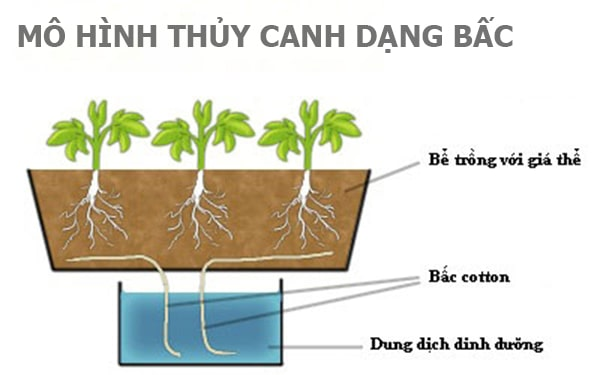 MÔ HÌNH THỦY CANH DẠNG BẤC
Bể trồng với giá thể
Bấc cotton
Dung dịch dinh dưỡng